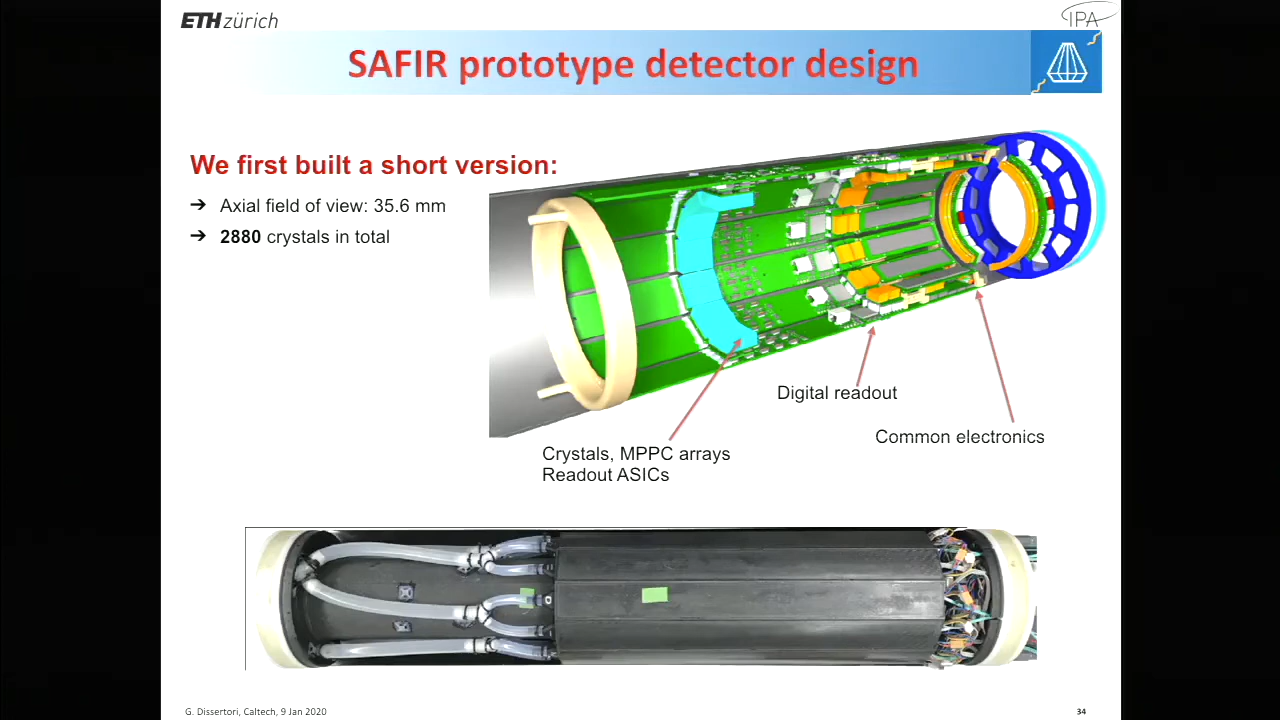 ETH zürich
IPA
SAFIR prototype detector design
We first built a short version:
➔ Axial field of view: 35.6 mm
➔ 2880 crystals in total
Digital readout
Common electronics
Crystals, MPPC arrays
Readout ASICs
G. Dissertori, Caltech, 9 Jan 2020
34